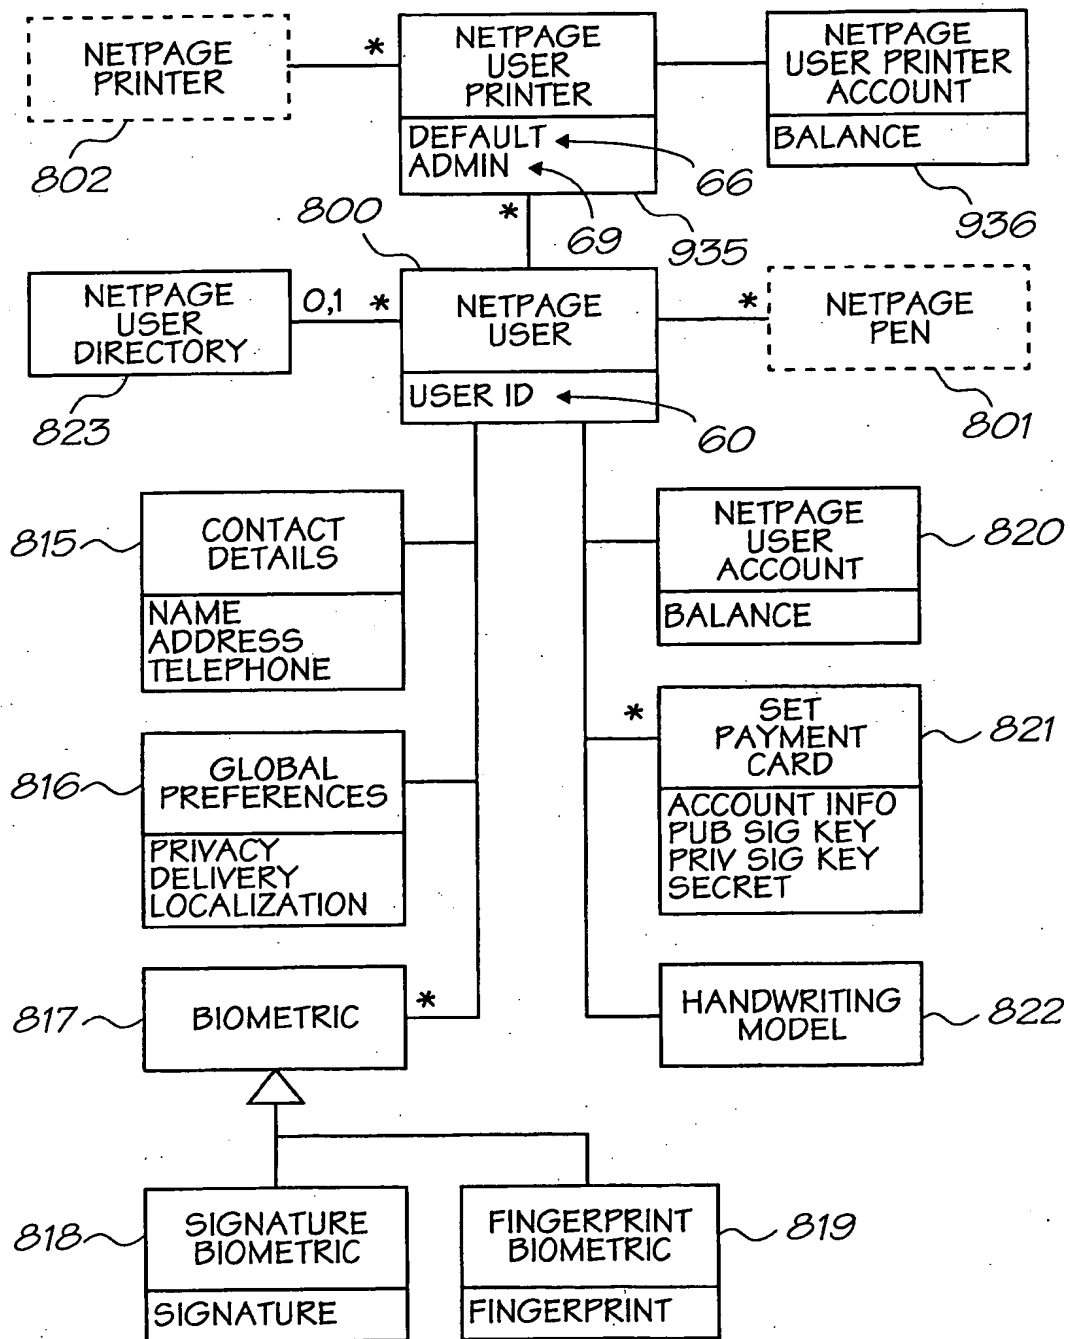 NETPAGE
PRINTER
802
*
NETPAGE
USER
PRINTER
DEFAULT
ADMIN
66
69
935
NETPAGE
USER PRINTER
ACCOUNT
BALANCE
936
*
800
NETPAGE
USER
DIRECTORY
823
0,1
*
NETPAGE
USER
USER ID
60
*
NETPAGE
PEN
801
815
CONTACT
DETAILS
NAME
ADDRESS
TELEPHONE
NETPAGE
USER
ACCOUNT
BALANCE
820
816
GLOBAL
PREFERENCES
PRIVACY
DELIVERY
LOCALIZATION
*
SET
PAYMENT
CARD
ACCOUNT INFO
PUB SIG KEY
PRIV SIG KEY
SECRET
821
817
BIOMETRIC
*
HANDWRITING
MODEL
822
818
SIGNATURE
BIOMETRIC
SIGNATURE
FINGERPRINT
BIOMETRIC
FINGERPRINT
819